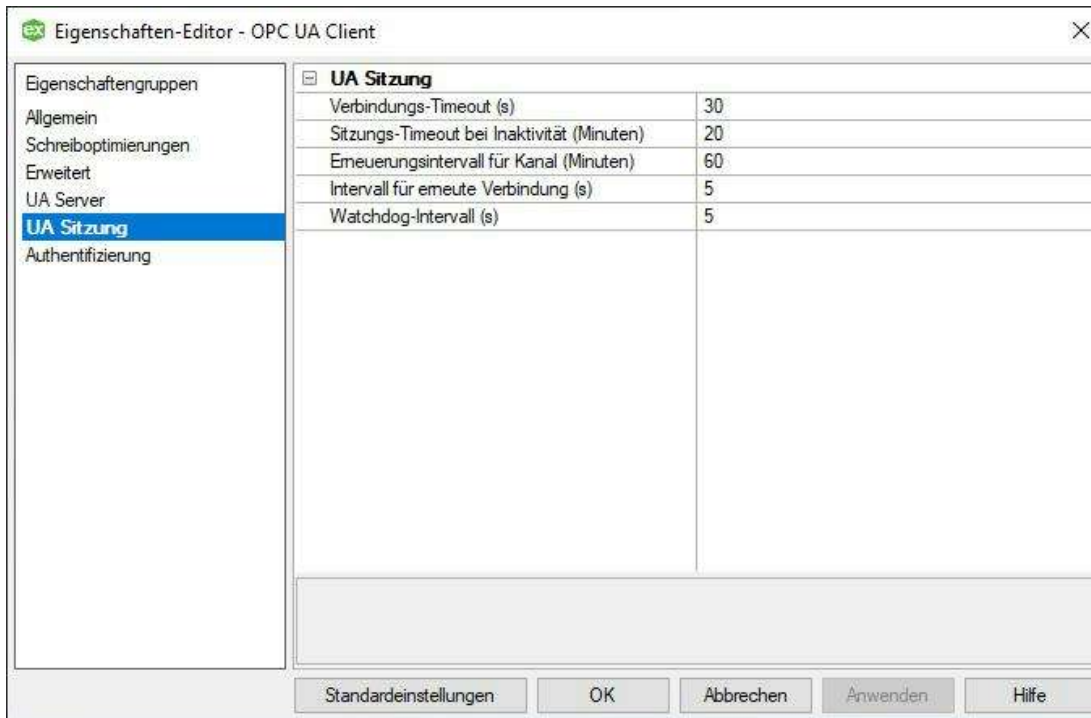 ex Eigenschaften-Editor - OPC UA Client
Eigenschaftengruppen
Allgemein
Schreiboptimierungen
Erweitert
UA Server
UA Sitzung
Authentifizierung
UA Sitzung
Verbindungs-Timeout (s) 30
Sitzungs-Timeout bei Inaktivität (Minuten) 20
Erneuerungsintervall für Kanal (Minuten) 60
Intervall für erneute Verbindung (s) 5
Watchdog-Intervall (s) 5
Standardeinstellungen OK Abbrechen Anwenden Hilfe